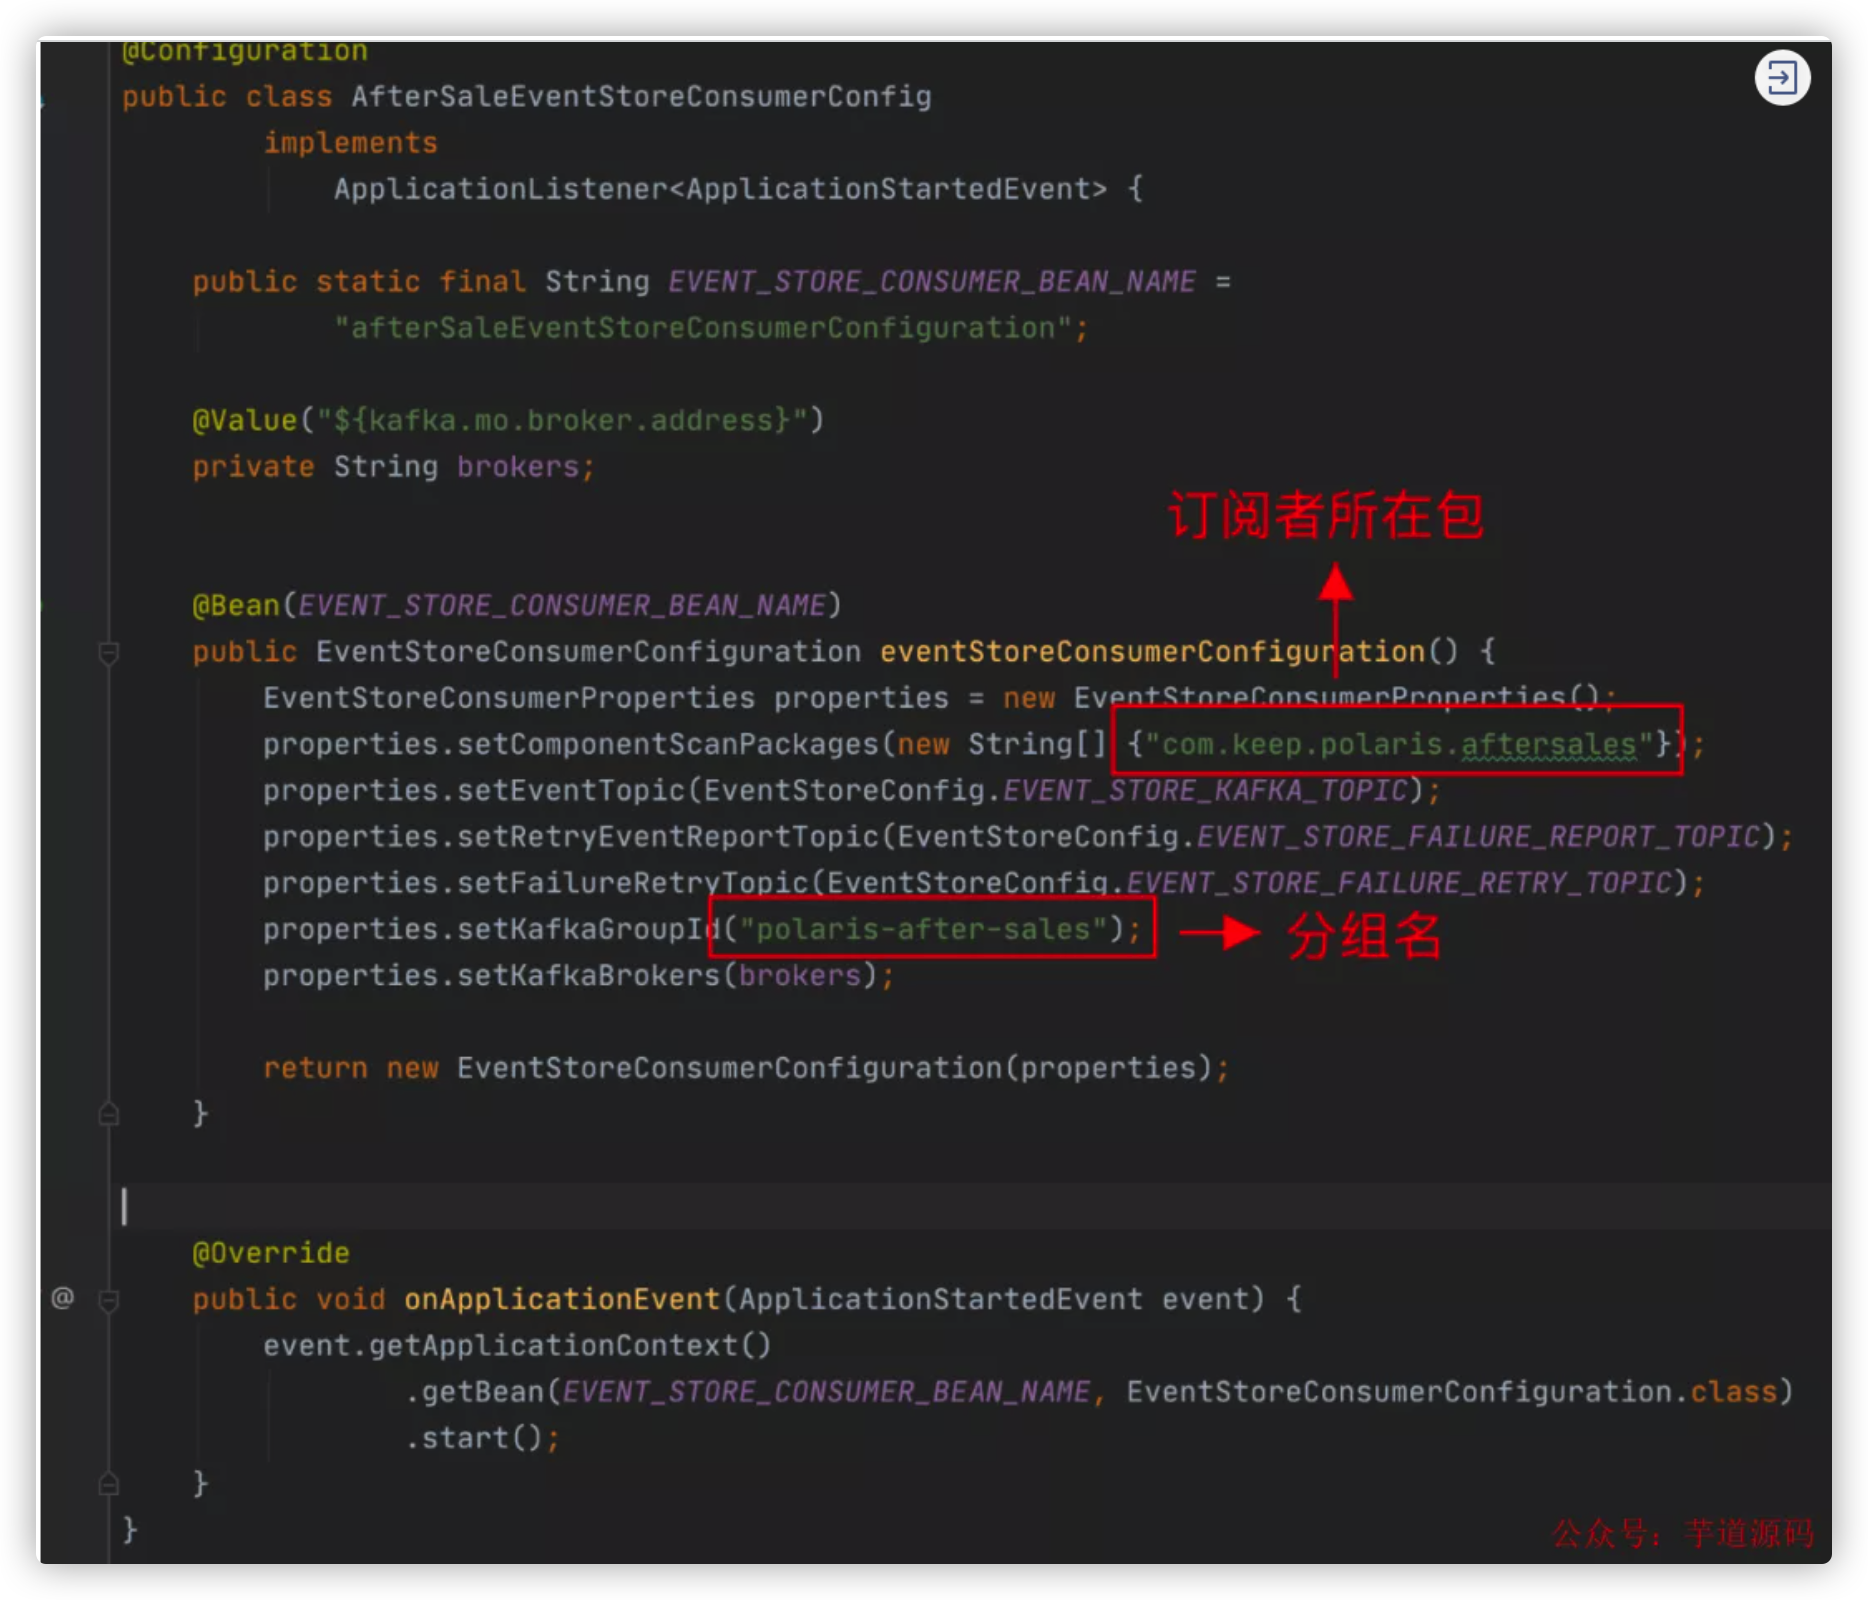 @Configuration
public class AfterSaleEventStoreConsumerConfig
implements
ApplicationListener<ApplicationStartedEvent> {
public static final String EVENT_STORE_CONSUMER_BEAN_NAME =
"afterSaleEventStoreConsumerConfiguration";
@Value("${kafka.mo.broker.address}")
private String brokers;
订阅者所在包
@Bean(EVENT_STORE_CONSUMER_BEAN_NAME)
public EventStoreConsumerConfiguration eventStoreConsumerConfiguration() {
EventStoreConsumerProperties properties = new EventStoreConsumerProperties();
properties.setComponentScanPackages(new String[] {"com.keep.polaris.aftersales"});
properties.setEventTopic(EventStoreConfig.EVENT_STORE_KAFKA_TOPIC);
properties.setRetryEventReportTopic(EventStoreConfig.EVENT_STORE_FAILURE_REPORT_TOPIC);
properties.setFailureRetryTopic(EventStoreConfig.EVENT_STORE_FAILURE_RETRY_TOPIC);
properties.setKafkaGroupId("polaris-after-sales"); 分组名
properties.setKafkaBrokers(brokers);
return new EventStoreConsumerConfiguration(properties);
}
@Override
@ public void onApplicationEvent(ApplicationStartedEvent event) {
event.getApplicationContext()
.getBean(EVENT_STORE_CONSUMER_BEAN_NAME, EventStoreConsumerConfiguration.class)
.start();
}
}
公众号：芋道源码